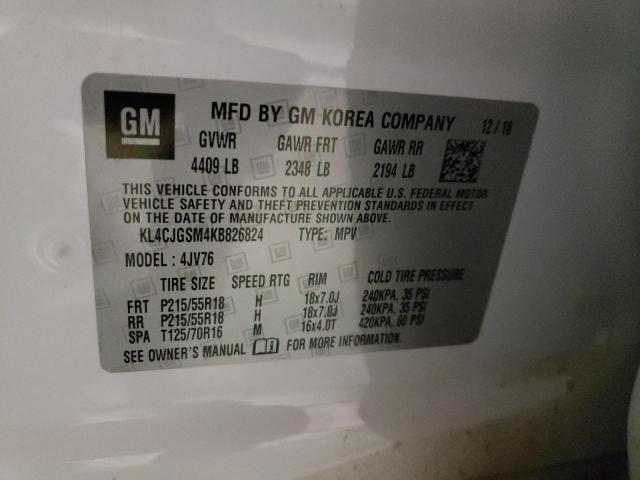 GM
MFD BY GM KOREA COMPANY 12/18
GVWR GAWR FRT GAWR RR
4409 LB 2348 LB 2194 LB
THIS VEHICLE CONFORMS TO ALL APPLICABLE U.S. FEDERAL MOTOR
VEHICLE SAFETY AND THEFT PREVENTION STANDARDS IN EFFECT
ON THE DATE OF MANUFACTURE SHOWN ABOVE.
KL4CJGSM4KB826824 TYPE: MPV
MODEL : 4JV76
TIRE SIZE SPEED RTG RIM COLD TIRE PRESSURE
FRT P215/55R18 H 18x7.0J 240KPA, 35 PSI
RR P215/55R18 H 18x7.0J 240KPA, 35 PSI
SPA T125/70R16 M 16x4.0T 420KPA, 60 PSI
SEE OWNER'S MANUAL FOR MORE INFORMATION.